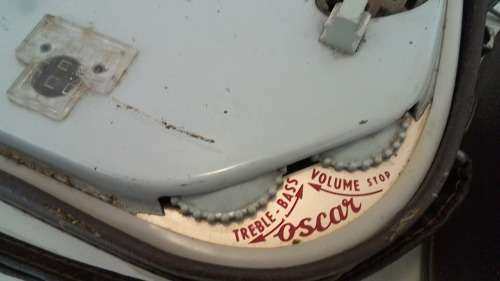 TREBLE - BASS
VOLUME STOP
oscar